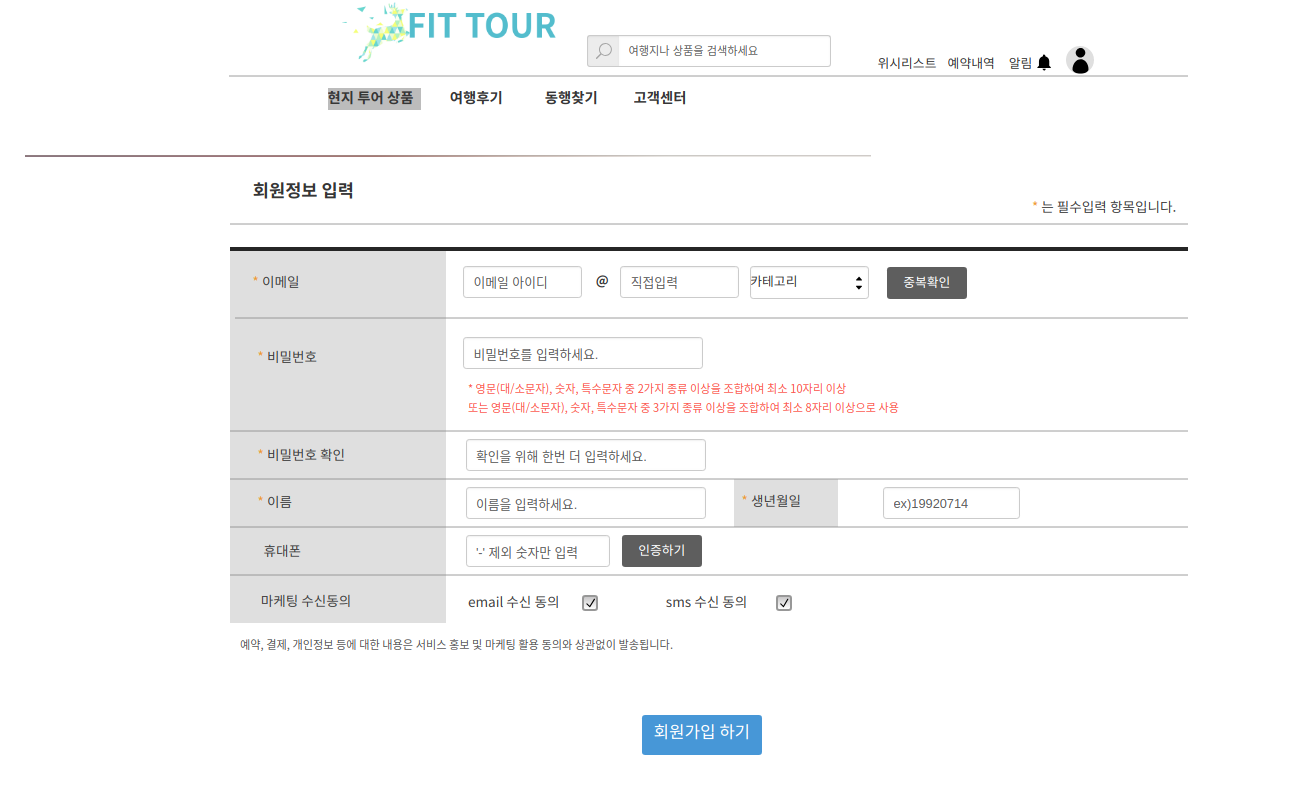 FIT TOUR
여행지나 상품을 검색하세요
위시리스트 예약내역 알림
현지 투어 상품 여행후기 동행찾기 고객센터
회원정보 입력
* 는 필수입력 항목입니다.
* 이메일 이메일 아이디 @ 직접입력 카테고리 중복확인
* 비밀번호 비밀번호를 입력하세요.
* 영문(대/소문자), 숫자, 특수문자 중 2가지 종류 이상을 조합하여 최소 10자리 이상
또는 영문(대/소문자), 숫자, 특수문자 중 3가지 종류 이상을 조합하여 최소 8자리 이상으로 사용
* 비밀번호 확인 확인을 위해 한번 더 입력하세요.
* 이름 이름을 입력하세요. * 생년월일 ex)19920714
휴대폰 '-' 제외 숫자만 입력 인증하기
마케팅 수신동의 email 수신 동의 sms 수신 동의
예약, 결제, 개인정보 등에 대한 내용은 서비스 홍보 및 마케팅 활용 동의와 상관없이 발송됩니다.
회원가입 하기